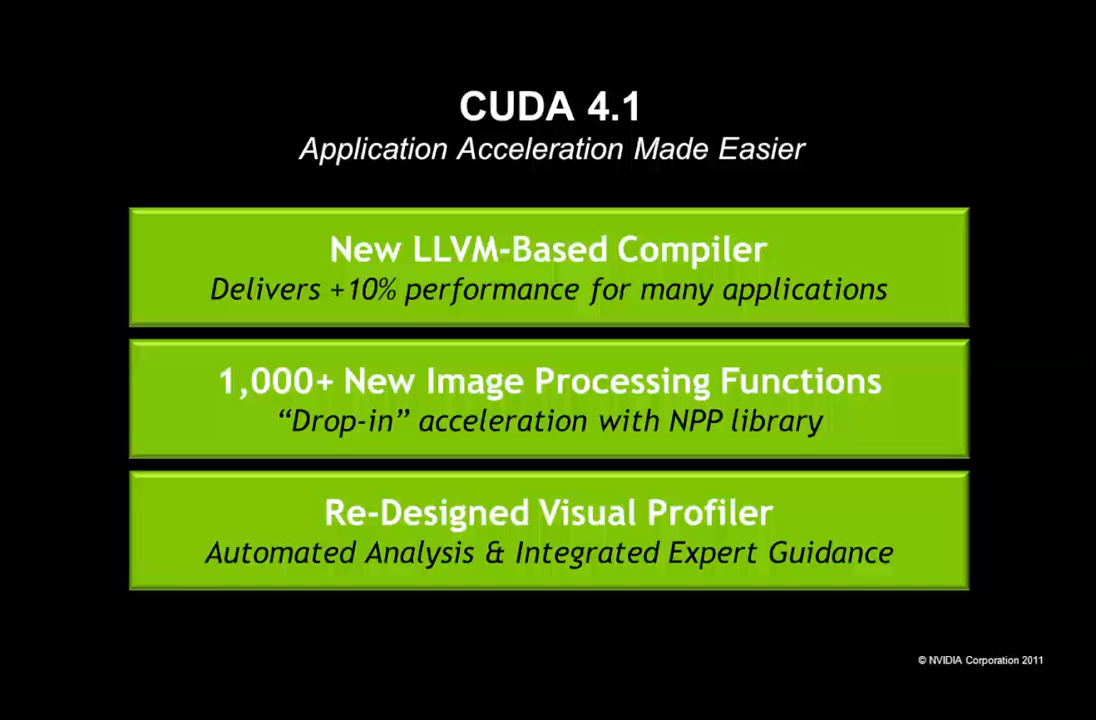 CUDA 4.1
Application Acceleration Made Easier
New LLVM-Based Compiler
Delivers +10% performance for many applications
1,000+ New Image Processing Functions
“Drop-in” acceleration with NPP library
Re-Designed Visual Profiler
Automated Analysis & Integrated Expert Guidance
© NVIDIA Corporation 2011